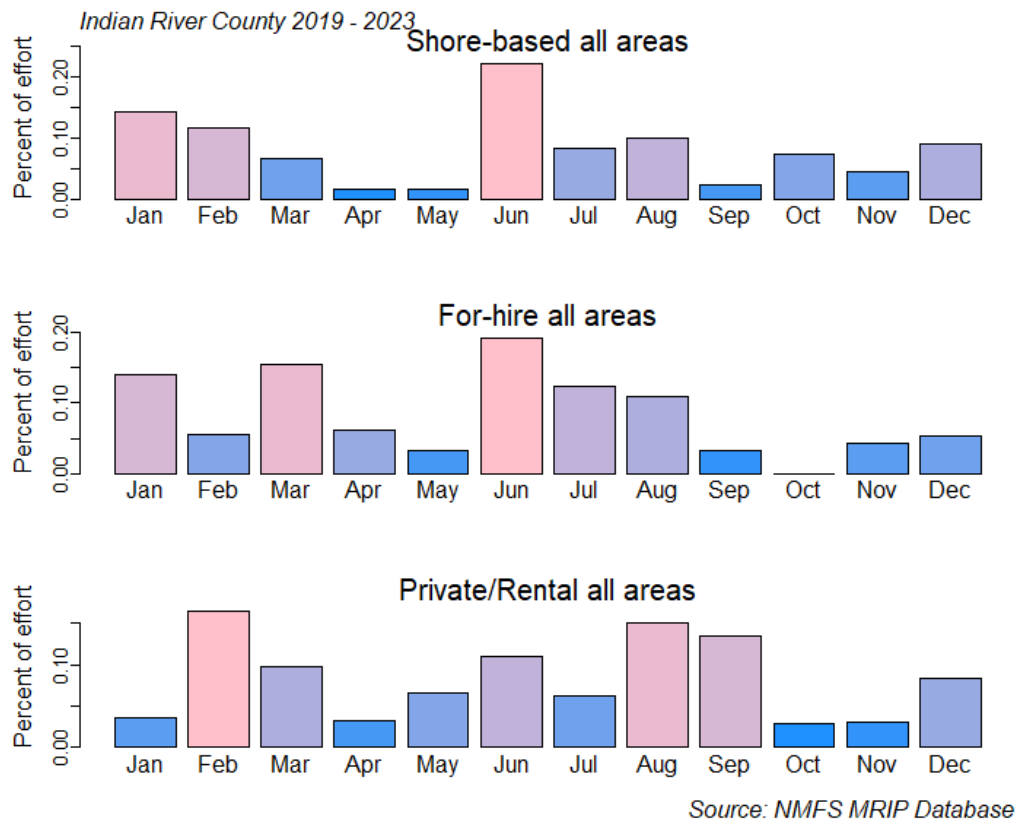 Indian River County 2019 - 2023
Shore-based all areas
Percent of effort
0.20
0.10
0.00
Jan Feb Mar Apr May Jun Jul Aug Sep Oct Nov Dec
For-hire all areas
Percent of effort
0.20
0.10
0.00
Jan Feb Mar Apr May Jun Jul Aug Sep Oct Nov Dec
Private/Rental all areas
Percent of effort
0.10
0.00
Jan Feb Mar Apr May Jun Jul Aug Sep Oct Nov Dec
Source: NMFS MRIP Database